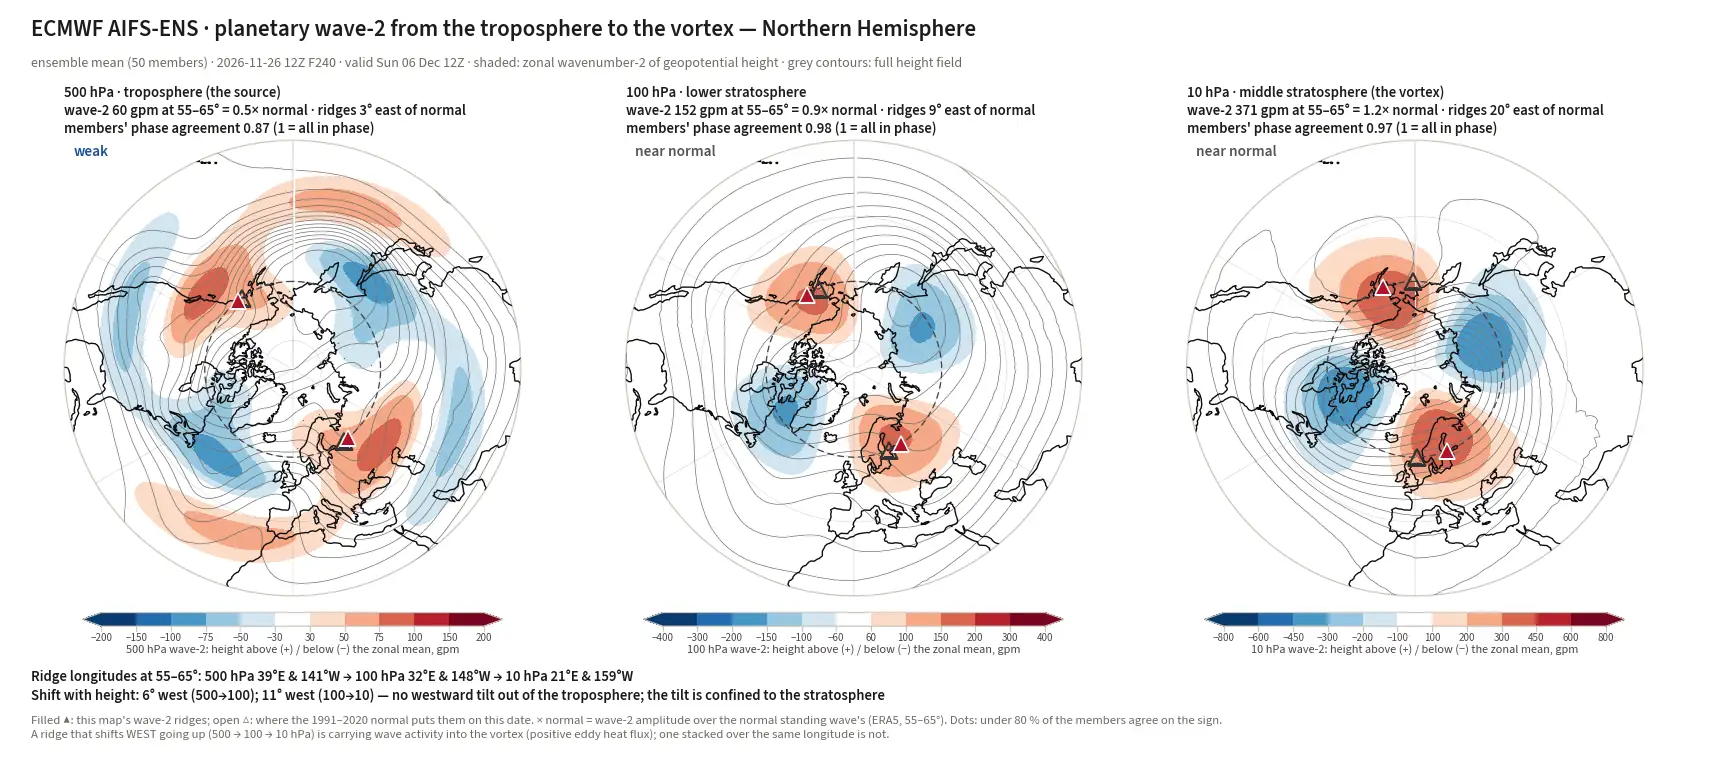 ECMWF AIFS-ENS · planetary wave-2 from the troposphere to the vortex — Northern Hemisphere
ensemble mean (50 members) · 2026-11-26 12Z F240 · valid Sun 06 Dec 12Z · shaded: zonal wavenumber-2 of geopotential height · grey contours: full height field
500 hPa · troposphere (the source)
wave-2 60 gpm at 55–65° = 0.5× normal · ridges 3° east of normal
members' phase agreement 0.87 (1 = all in phase)
weak
100 hPa · lower stratosphere
wave-2 152 gpm at 55–65° = 0.9× normal · ridges 9° east of normal
members' phase agreement 0.98 (1 = all in phase)
near normal
10 hPa · middle stratosphere (the vortex)
wave-2 371 gpm at 55–65° = 1.2× normal · ridges 20° east of normal
members' phase agreement 0.97 (1 = all in phase)
near normal
−200 −150 −100 −75 −50 −30 30 50 75 100 150 200
500 hPa wave-2: height above (+) / below (−) the zonal mean, gpm
−400 −300 −200 −150 −100 −60 60 100 150 200 300 400
100 hPa wave-2: height above (+) / below (−) the zonal mean, gpm
−800 −600 −450 −300 −200 −100 100 200 300 450 600 800
10 hPa wave-2: height above (+) / below (−) the zonal mean, gpm
Ridge longitudes at 55–65°: 500 hPa 39°E & 141°W → 100 hPa 32°E & 148°W → 10 hPa 21°E & 159°W
Shift with height: 6° west (500→100); 11° west (100→10) — no westward tilt out of the troposphere; the tilt is confined to the stratosphere
Filled ▲: this map's wave-2 ridges; open △: where the 1991–2020 normal puts them on this date. × normal = wave-2 amplitude over the normal standing wave's (ERA5, 55–65°). Dots: under 80 % of the members agree on the sign.
A ridge that shifts WEST going up (500 → 100 → 10 hPa) is carrying wave activity into the vortex (positive eddy heat flux); one stacked over the same longitude is not.